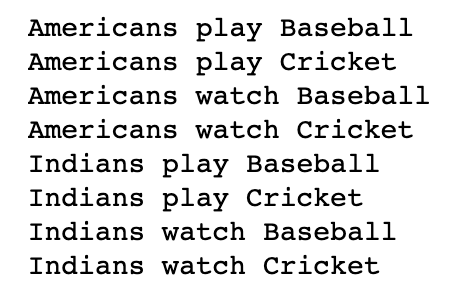 Americans play Baseball
Americans play Cricket
Americans watch Baseball
Americans watch Cricket
Indians play Baseball
Indians play Cricket
Indians watch Baseball
Indians watch Cricket